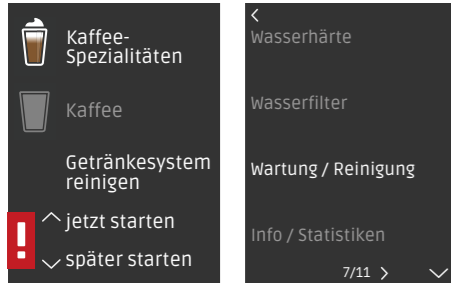 Kaffee-
Spezialitäten
Kaffee
Getränkesystem
reinigen
jetzt starten
! später starten
Wasserhärte
Wasserfilter
Wartung / Reinigung
Info / Statistiken
7/11